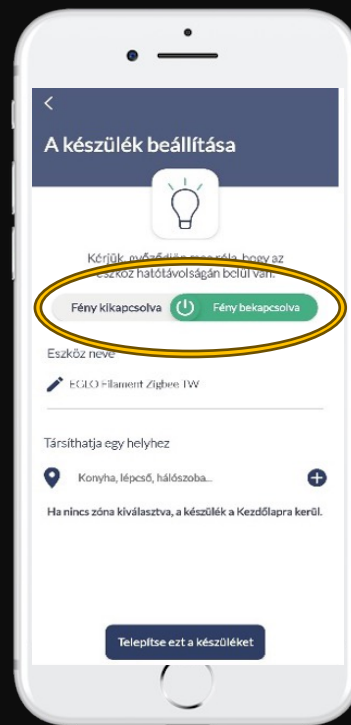 A készülék beállítása
Kérjük, győződjön meg róla, hogy az
eszköz hatótávolságán belül van.
Fény kikapcsolva
Fény bekapcsolva
Eszköz neve
EGLO Filament Zigbee TW
Társíthatja egy helyhez
Konyha, lépcső, hálószoba...
Ha nincs zóna kiválasztva, a készülék a Kezdőlapra kerül.
Telepítse ezt a készüléket